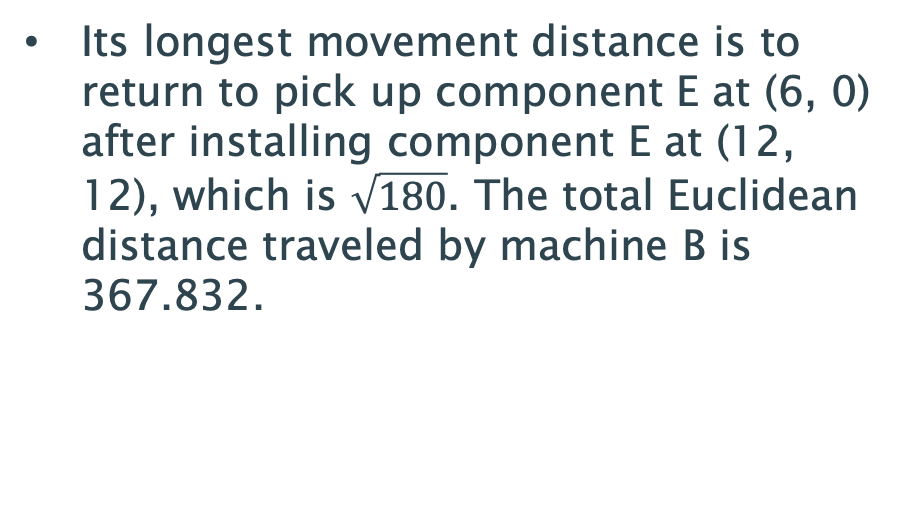 • Its longest movement distance is to
return to pick up component E at (6, 0)
after installing component E at (12,
12), which is √180. The total Euclidean
distance traveled by machine B is
367.832.